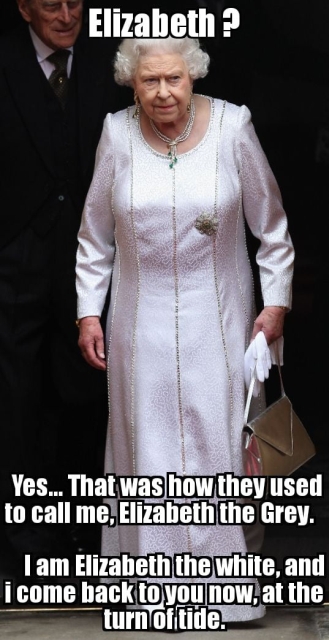 Elizabeth ?
Yes... That was how they used
to call me, Elizabeth the Grey.
I am Elizabeth the white, and
i come back to you now, at the
turn of tide.